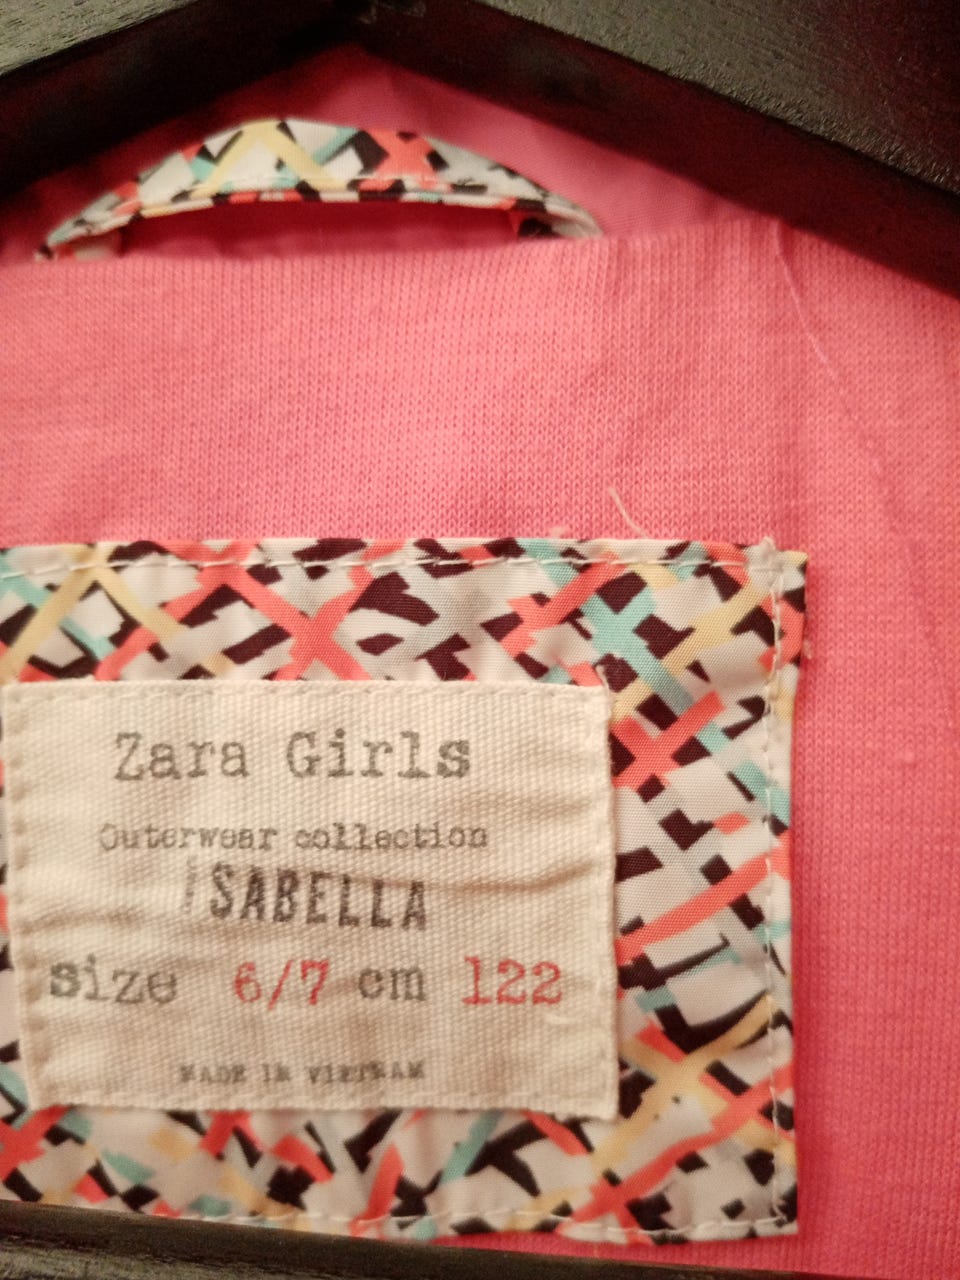 Zara Girls
Outerwear collection
ISABELLA
size 6/7 cm 122
MADE IN VIETNAM